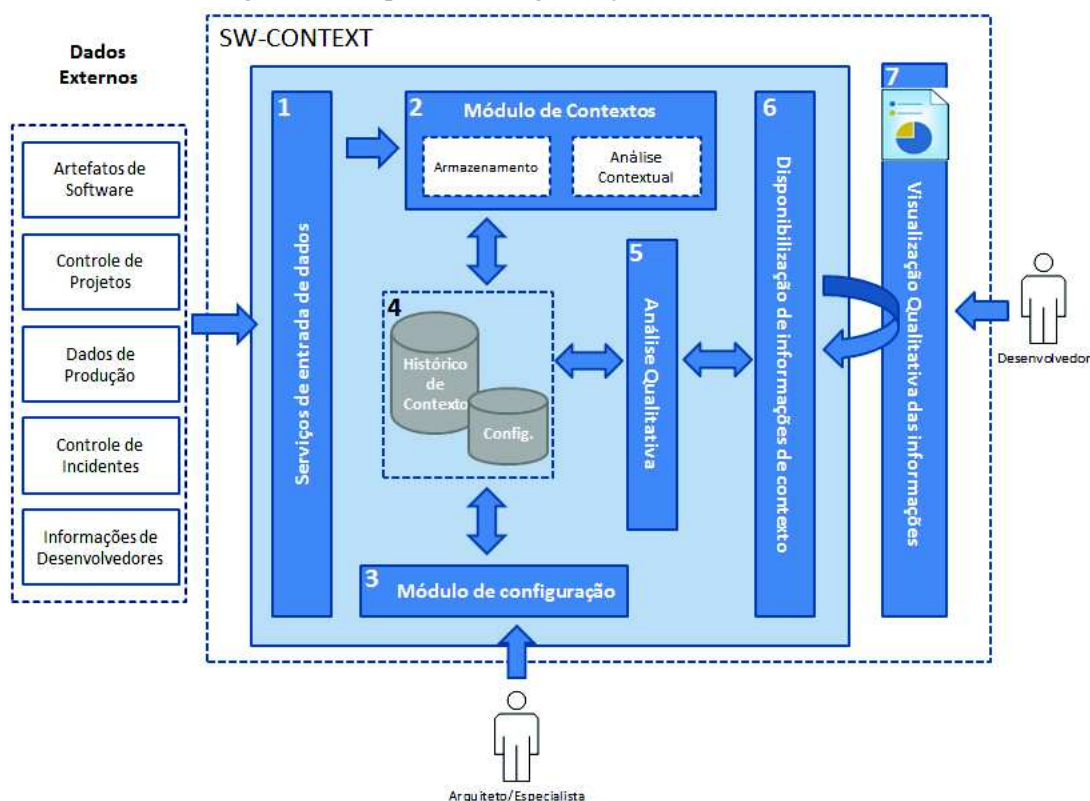 SW-CONTEXT
Dados
Externos
Artefatos de
Software
Controle de
Projetos
Dados de
Produção
Controle de
Incidentes
Informações de
Desenvolvedores
1
Serviços de entrada de dados
2
Módulo de Contextos
Armazenamento
Análise
Contextual
4
Histórico
de
Contexto
Config.
3
Módulo de configuração
5
Análise Qualitativa
6
Disponibilização de informações de contexto
7
Visualização Qualitativa das informações
Desenvolvedor
Arquiteto/Especialista